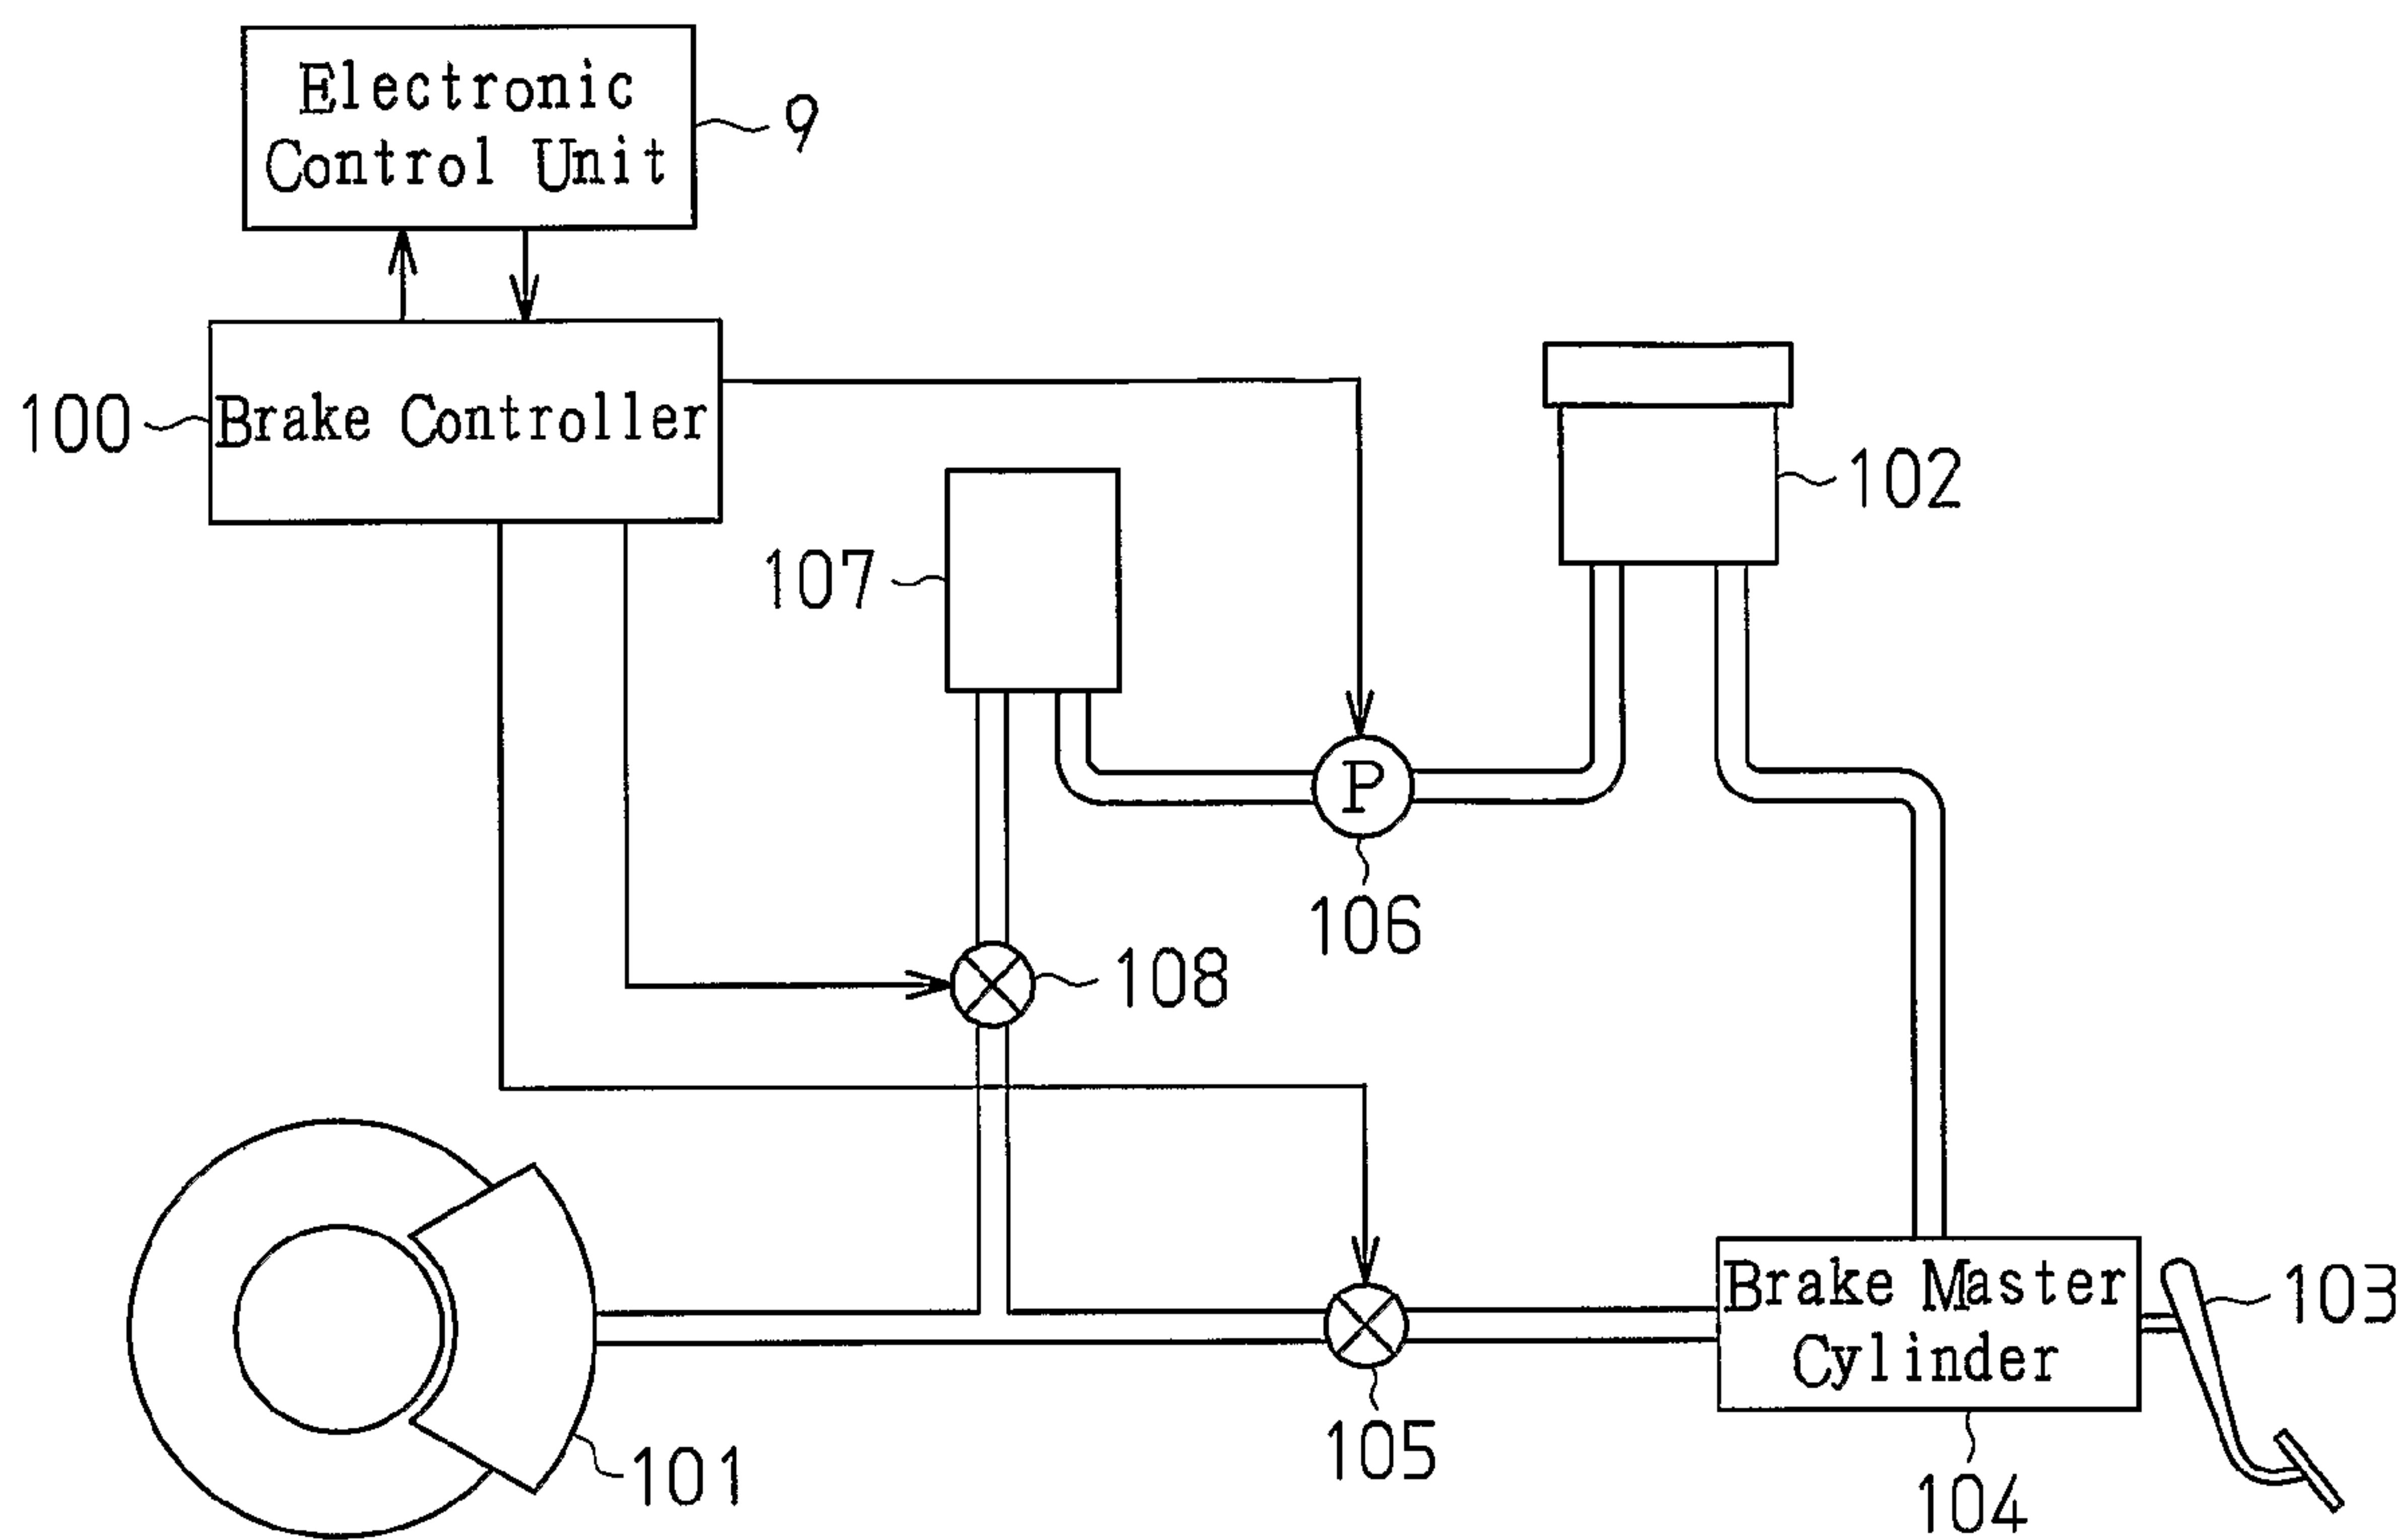 Electronic
Control Unit
9
100
Brake Controller
102
107
P
106
108
Brake Master
Cylinder
103
101
105
104